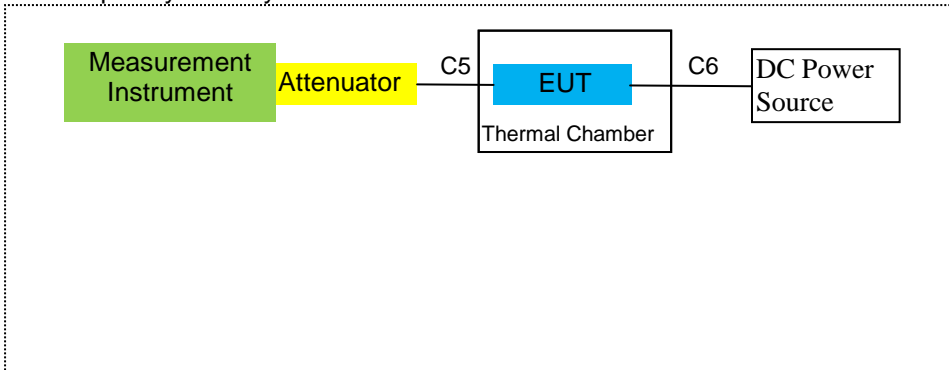 Measurement
Instrument
Attenuator
C5
EUT
Thermal Chamber
C6
DC Power
Source